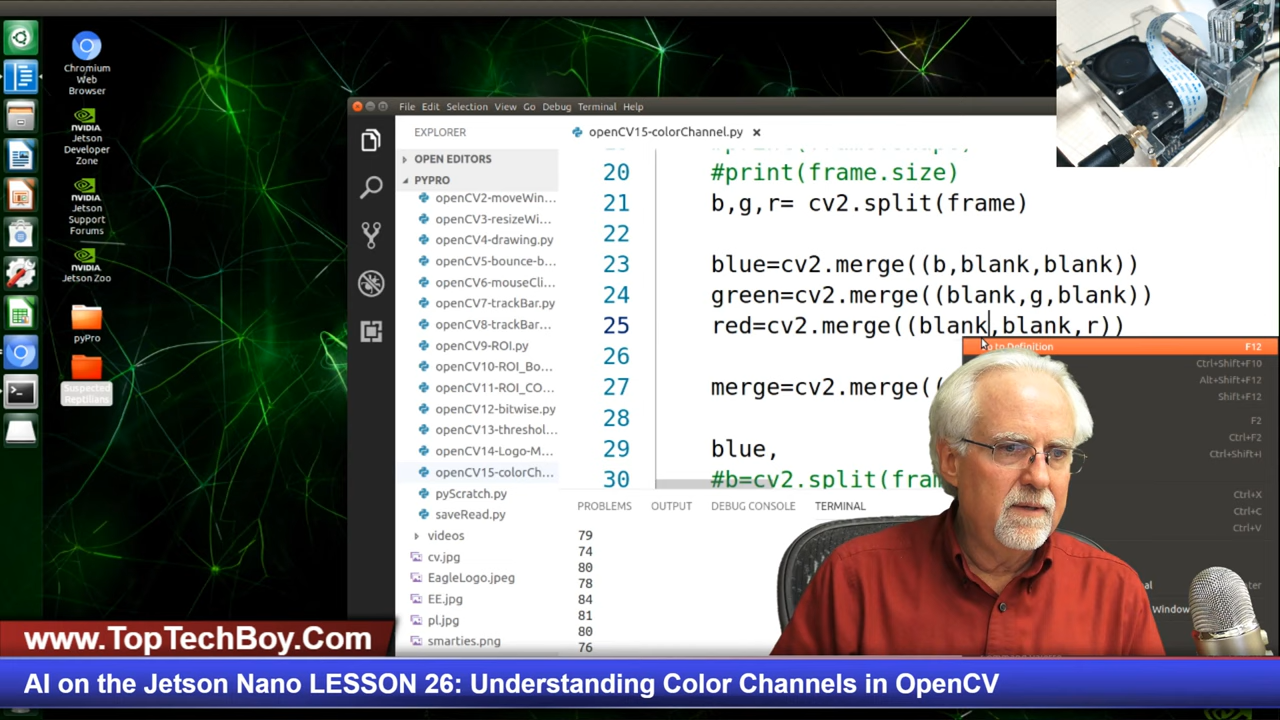 Chromium
Web
Browser
NVIDIA
Jetson
Developer
Zone
NVIDIA
Jetson
Support
Forums
NVIDIA
Jetson Zoo
pyPro
Suspected
Reptilians
File Edit Selection View Go Debug Terminal Help
EXPLORER
OPEN EDITORS
PYPRO
openCV2-moveWin...
openCV3-resizeWi...
openCV4-drawing.py
openCV5-bounce-b...
openCV6-mouseCli...
openCV7-trackBar.py
openCV8-trackBar...
openCV9-ROI.py
openCV10-ROI_Bo...
openCV11-ROI_CO...
openCV12-bitwise.py
openCV13-threshol...
openCV14-Logo-M...
openCV15-colorCh...
pyScratch.py
saveRead.py
videos
cv.jpg
EagleLogo.jpeg
EE.jpg
pl.jpg
smarties.png
openCV15-colorChannel.py
20 #print(frame.size)
21 b,g,r= cv2.split(frame)
22
23 blue=cv2.merge((b,blank,blank))
24 green=cv2.merge((blank,g,blank))
25 red=cv2.merge((blank,blank,r))
26
27 merge=cv2.merge((
28
29 blue,
30 #b=cv2.split(fram
Go to Definition F12
Ctrl+Shift+F10
Alt+Shift+F12
Shift+F12
F2
Ctrl+F2
Ctrl+Shift+I
Ctrl+X
Ctrl+C
Ctrl+V
Window
PROBLEMS OUTPUT DEBUG CONSOLE TERMINAL
79
74
80
78
84
81
80
76
www.TopTechBoy.Com
AI on the Jetson Nano LESSON 26: Understanding Color Channels in OpenCV